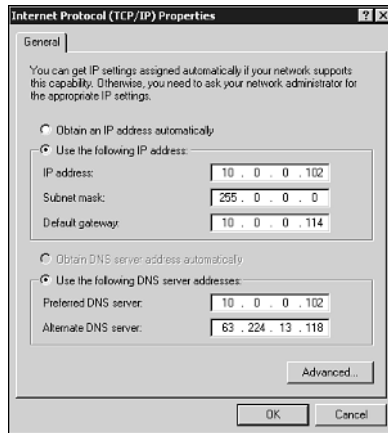 Internet Protocol (TCP/IP) Properties
General
You can get IP settings assigned automatically if your network supports
this capability. Otherwise, you need to ask your network administrator for
the appropriate IP settings.
Obtain an IP address automatically
Use the following IP address:
IP address: 10 . 0 . 0 . 102
Subnet mask: 255 . 0 . 0 . 0
Default gateway: 10 . 0 . 0 . 114
Obtain DNS server address automatically
Use the following DNS server addresses:
Preferred DNS server: 10 . 0 . 0 . 102
Alternate DNS server: 63 . 224 . 13 . 118
Advanced...
OK Cancel